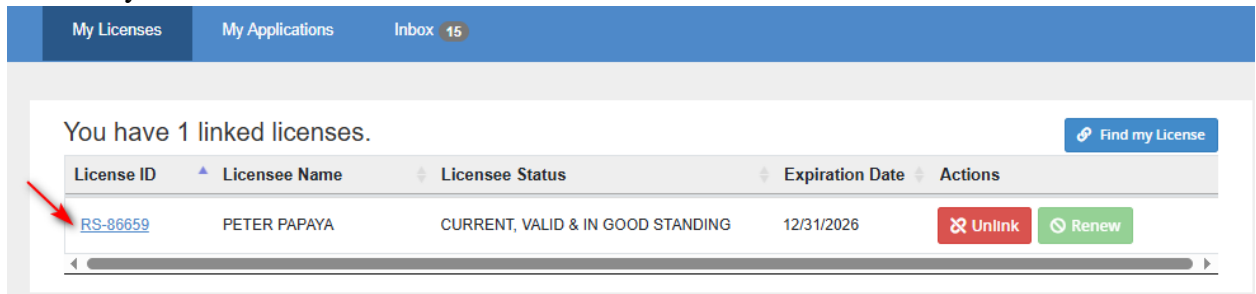 My Licenses My Applications Inbox 15
You have 1 linked licenses.
Find my License
License ID Licensee Name Licensee Status Expiration Date Actions
RS-86659 PETER PAPAYA CURRENT, VALID & IN GOOD STANDING 12/31/2026 Unlink Renew